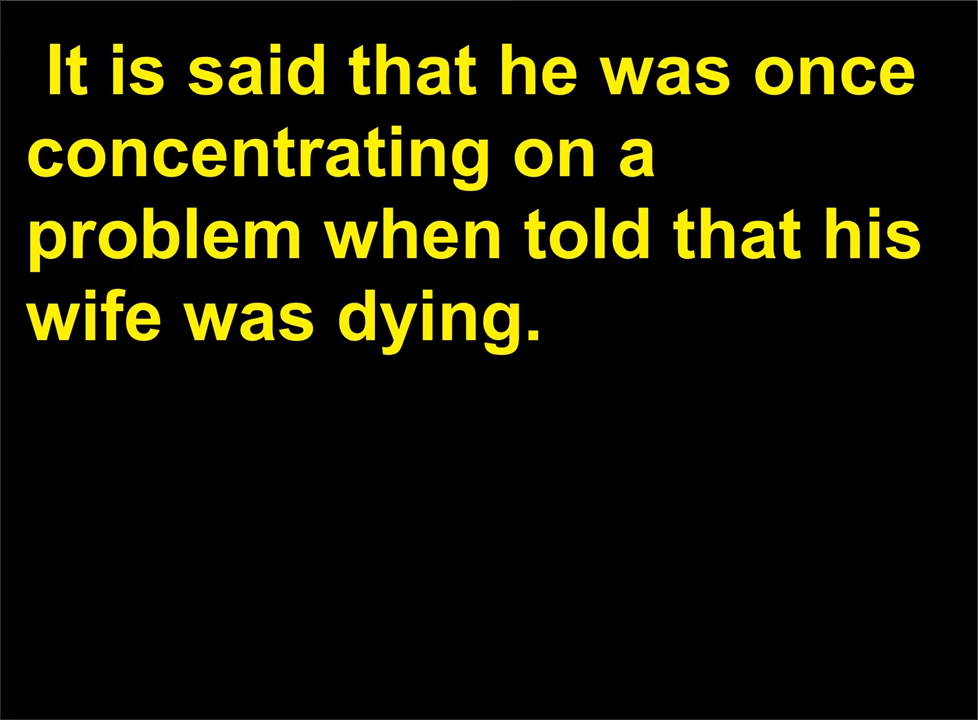 It is said that he was once
concentrating on a
problem when told that his
wife was dying.